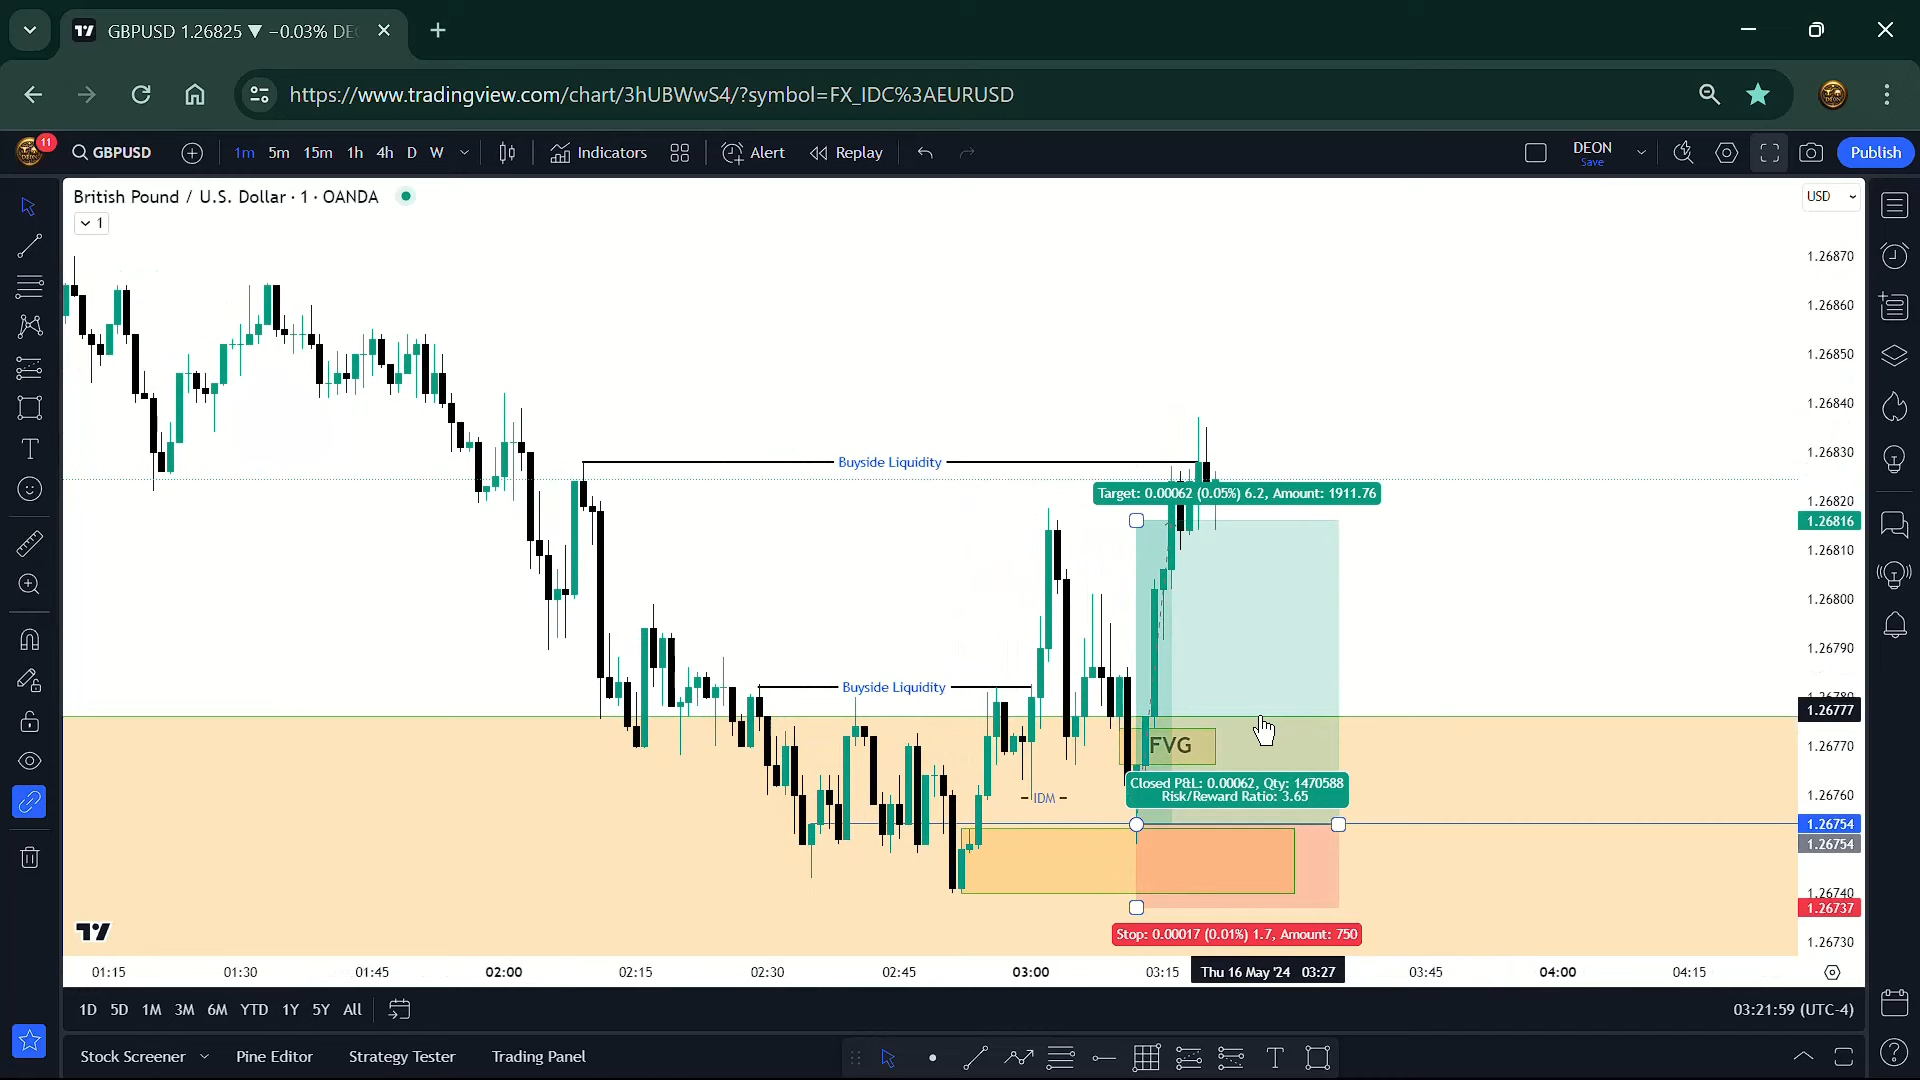 GBPUSD 1.26825 ▼ −0.03% DE
https://www.tradingview.com/chart/3hUBWwS4/?symbol=FX_IDC%3AEURUSD
11
GBPUSD
1m 5m 15m 1h 4h D W
Indicators
Alert
Replay
DEON
Save
Publish
British Pound / U.S. Dollar · 1 · OANDA
1
USD
1.26870
1.26860
1.26850
1.26840
1.26830
Buyside Liquidity
Target: 0.00062 (0.05%) 6.2, Amount: 1911.76
1.26820
1.26816
1.26810
1.26800
1.26790
Buyside Liquidity
1.26780
1.26777
FVG
1.26770
Closed P&L: 0.00062, Qty: 1470588
Risk/Reward Ratio: 3.65
IDM
1.26760
1.26754
1.26754
1.26740
1.26737
Stop: 0.00017 (0.01%) 1.7, Amount: 750
1.26730
01:15 01:30 01:45 02:00 02:15 02:30 02:45 03:00 03:15 Thu 16 May '24 03:27 03:45 04:00 04:15
1D 5D 1M 3M 6M YTD 1Y 5Y All
03:21:59 (UTC-4)
Stock Screener
Pine Editor
Strategy Tester
Trading Panel